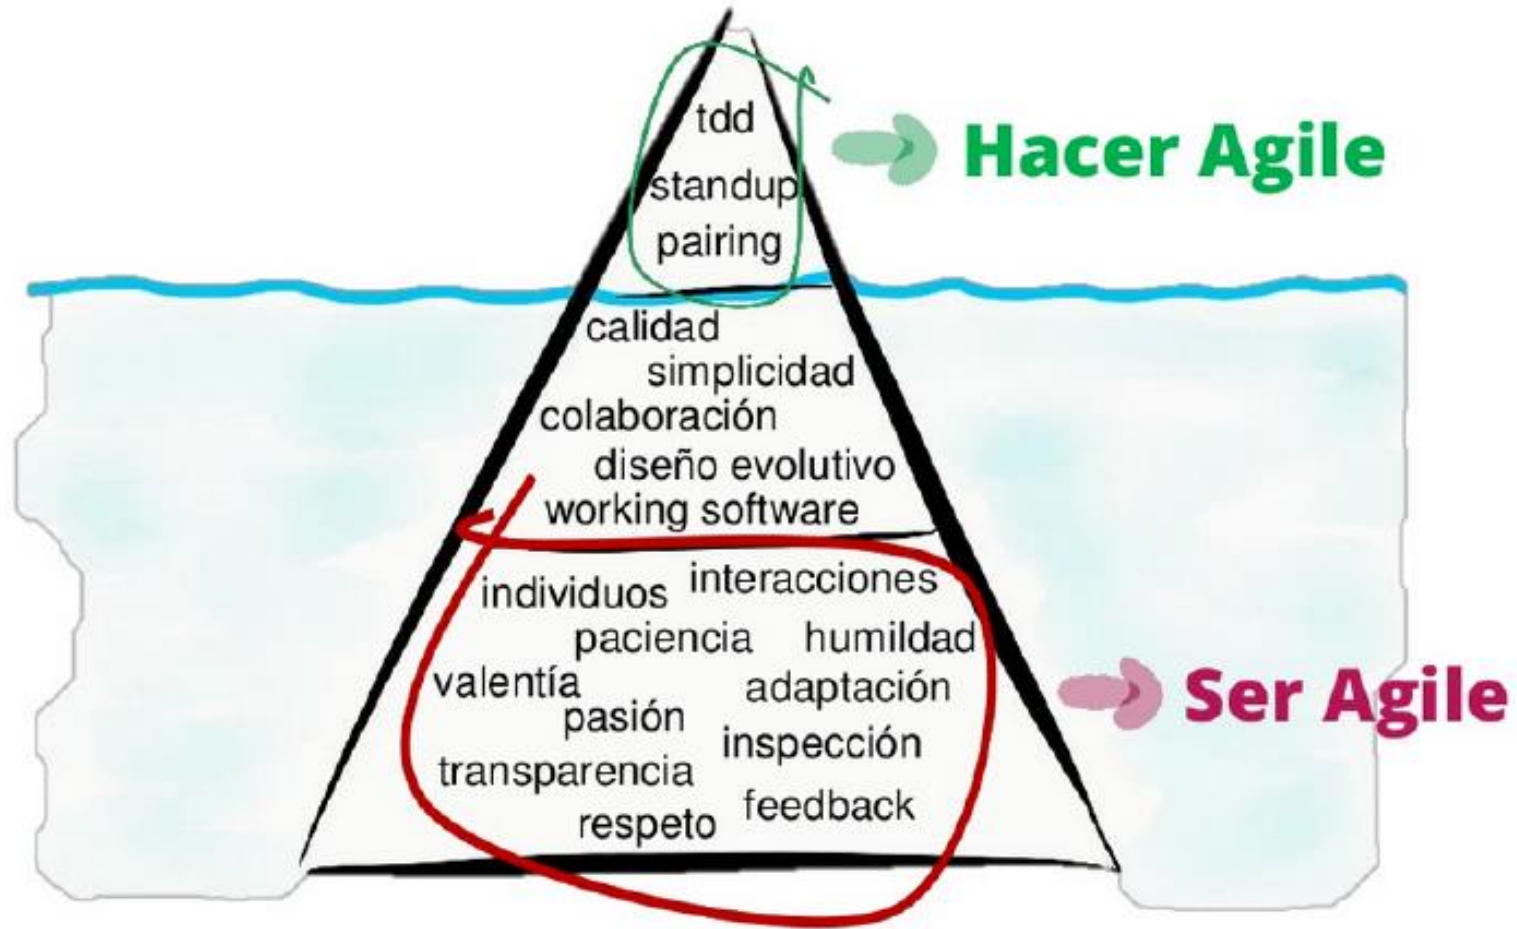 tdd
standup
pairing
Hacer Agile
calidad
simplicidad
colaboración
diseño evolutivo
working software
individuos interacciones
paciencia humildad
valentía adaptación
pasión
inspección
transparencia
feedback
respeto
Ser Agile